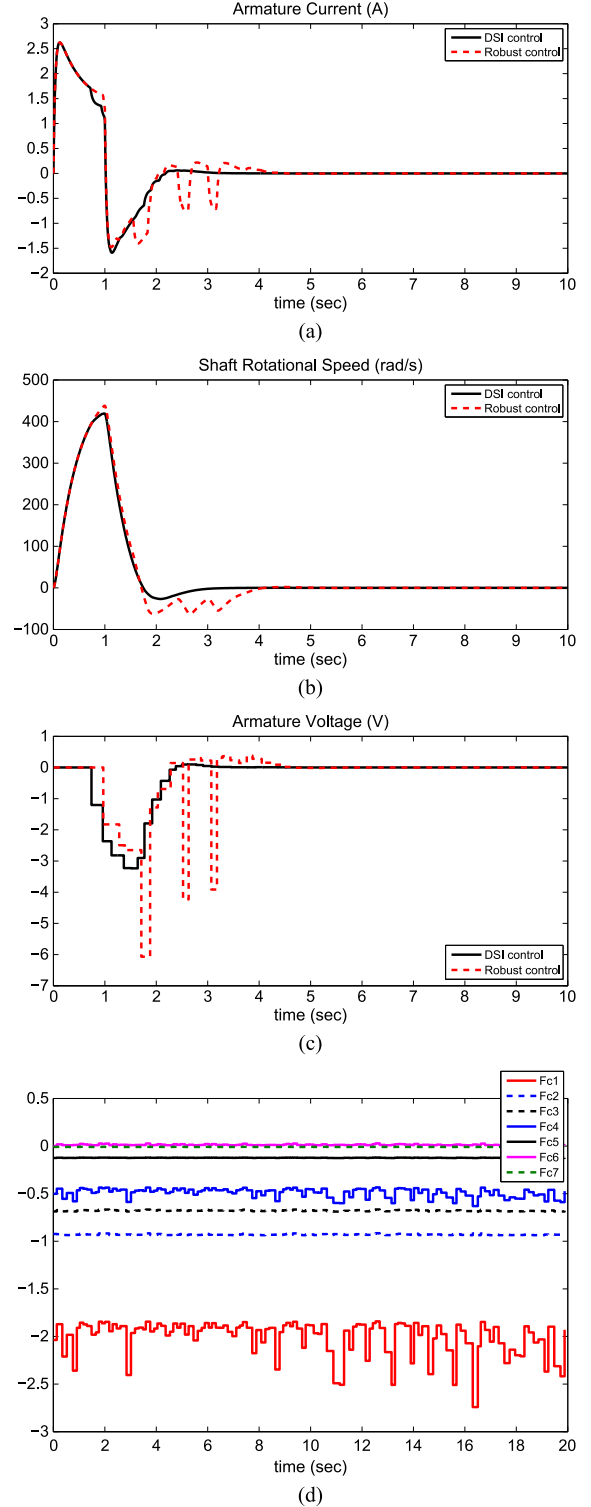 Armature Current (A)
3
2.5
2
1.5
1
0.5
0
−0.5
−1
−1.5
−2
DSI control
Robust control
0 1 2 3 4 5 6 7 8 9 10
time (sec)
(a)
Shaft Rotational Speed (rad/s)
500
400
300
200
100
0
−100
DSI control
Robust control
0 1 2 3 4 5 6 7 8 9 10
time (sec)
(b)
Armature Voltage (V)
1
0
−1
−2
−3
−4
−5
−6
−7
DSI control
Robust control
0 1 2 3 4 5 6 7 8 9 10
time (sec)
(c)
0.5
0
−0.5
−1
−1.5
−2
−2.5
−3
Fc1
Fc2
Fc3
Fc4
Fc5
Fc6
Fc7
0 2 4 6 8 10 12 14 16 18 20
time (sec)
(d)